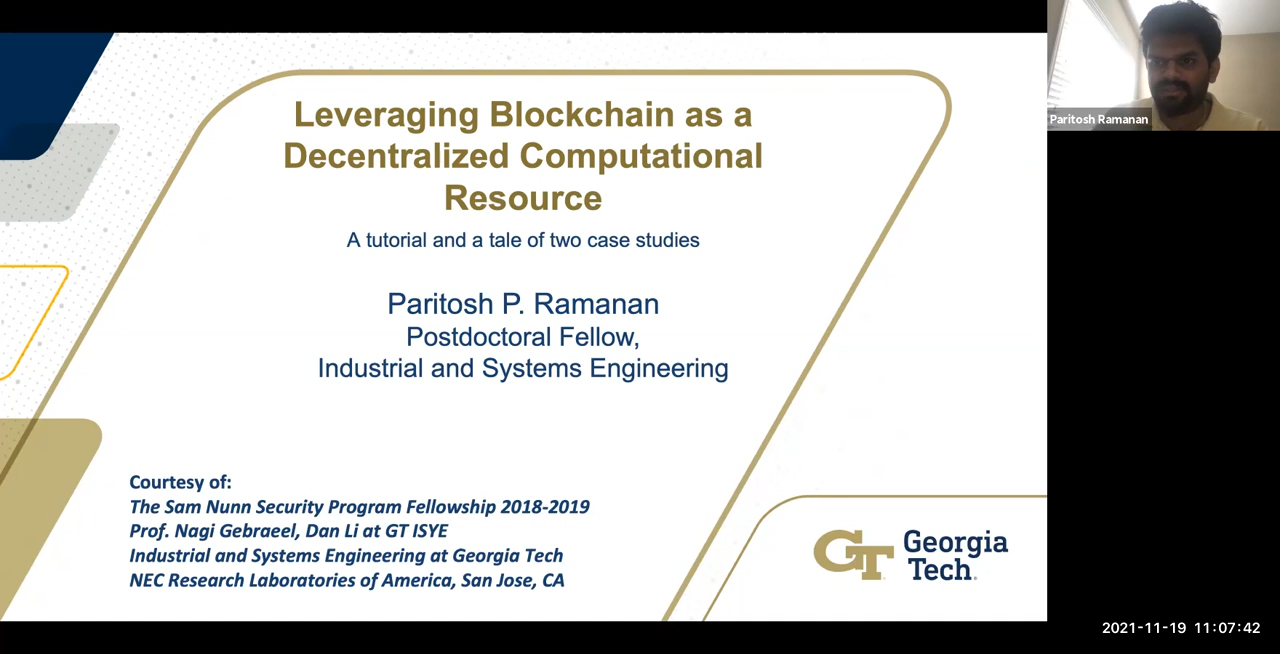 Leveraging Blockchain as a
Decentralized Computational
Resource
A tutorial and a tale of two case studies
Paritosh P. Ramanan
Postdoctoral Fellow,
Industrial and Systems Engineering
Courtesy of:
The Sam Nunn Security Program Fellowship 2018-2019
Prof. Nagi Gebraeel, Dan Li at GT ISYE
Industrial and Systems Engineering at Georgia Tech
NEC Research Laboratories of America, San Jose, CA
GT Georgia
Tech.
Paritosh Ramanan
2021-11-19 11:07:42